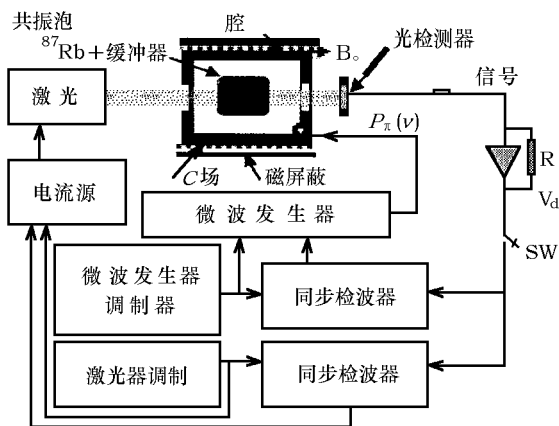 共振泡
⁸⁷Rb+缓冲器
腔
B。
光检测器
信号
激光
Pπ(ν)
R
C场
磁屏蔽
V_d
电流源
微波发生器
SW
微波发生器
调制器
同步检波器
激光器调制
同步检波器